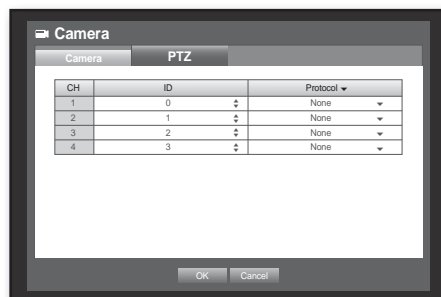 Camera
Camera PTZ
CH ID Protocol
1 0 None
2 1 None
3 2 None
4 3 None
OK Cancel